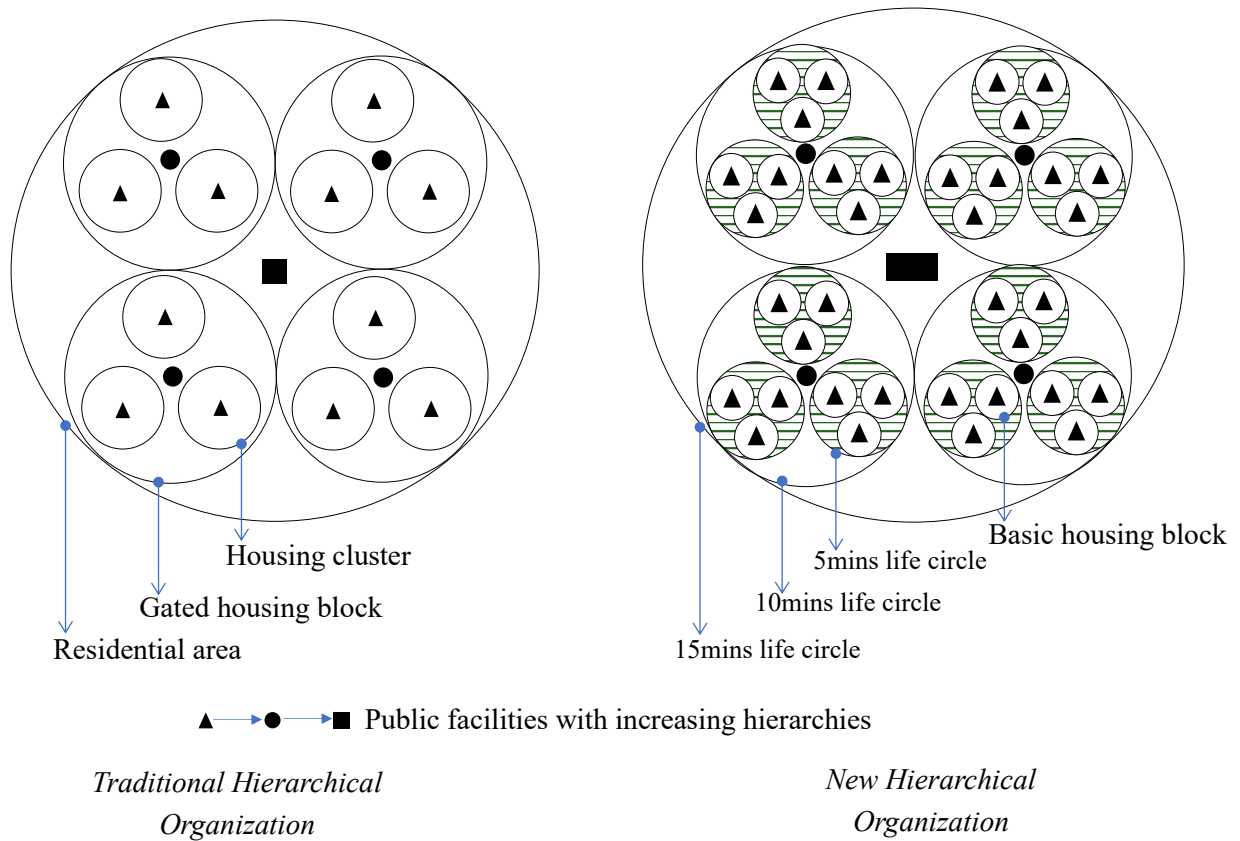 Housing cluster
Gated housing block
Residential area
Basic housing block
5mins life circle
10mins life circle
15mins life circle
Public facilities with increasing hierarchies
Traditional Hierarchical
Organization
New Hierarchical
Organization